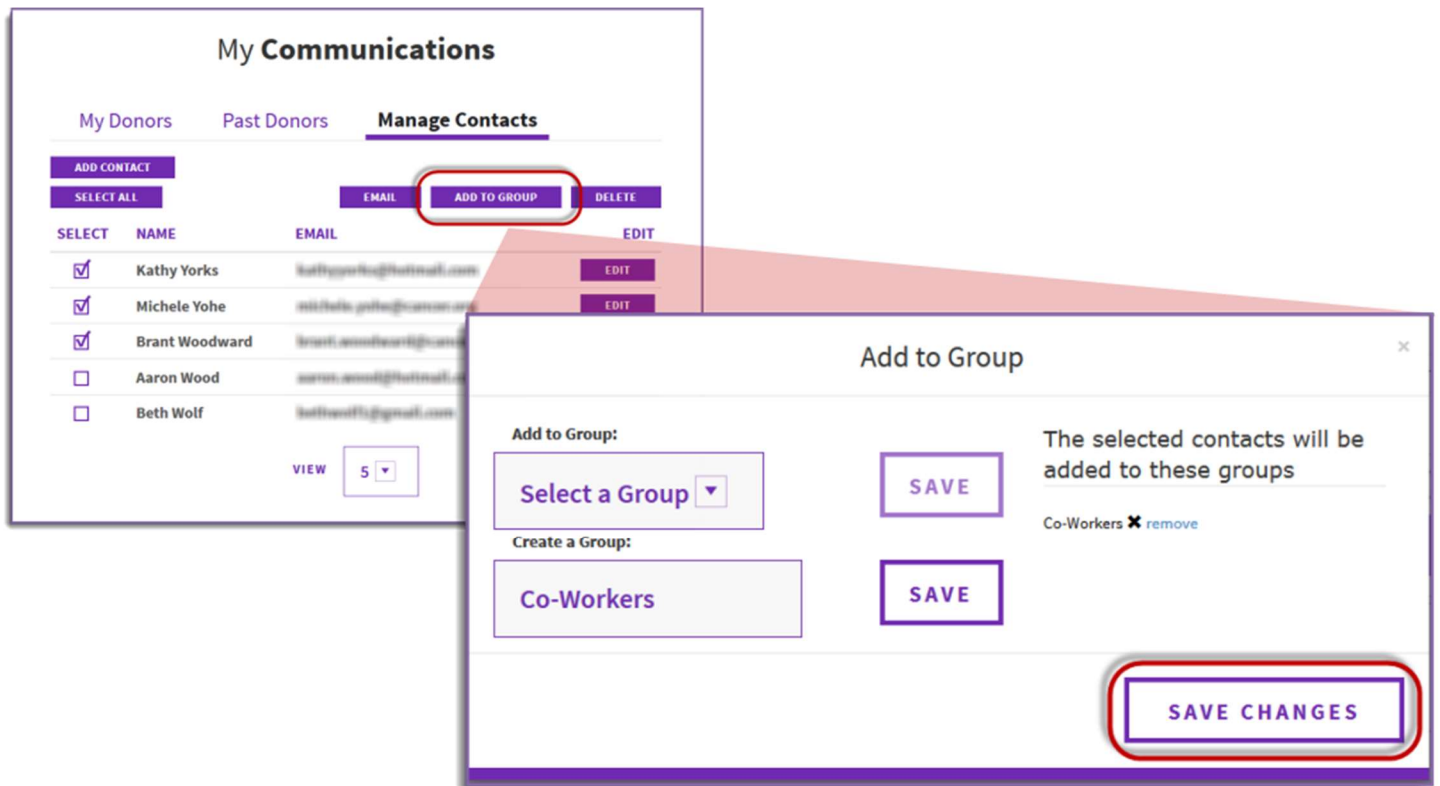 My Communications
My Donors Past Donors Manage Contacts
ADD CONTACT
SELECT ALL EMAIL ADD TO GROUP DELETE
SELECT NAME EMAIL EDIT
Kathy Yorks EDIT
Michele Yohe EDIT
Brant Woodward
Aaron Wood
Beth Wolf
VIEW 5
Add to Group
×
Add to Group:
Select a Group
SAVE
Create a Group:
Co-Workers
SAVE
The selected contacts will be
added to these groups
Co-Workers ✖ remove
SAVE CHANGES